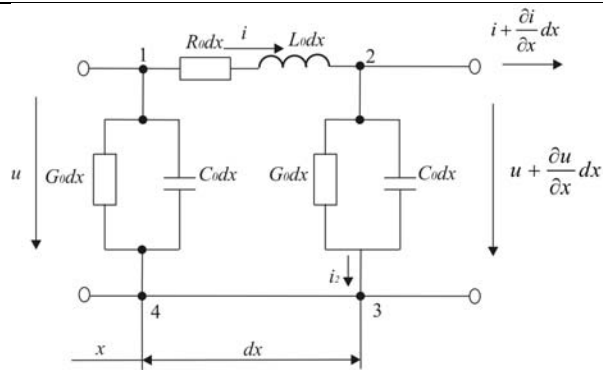 1
R₀dx
i
L₀dx
2
i + ∂i/∂x dx
u
G₀dx
C₀dx
G₀dx
C₀dx
u + ∂u/∂x dx
i₂
4
3
x
dx